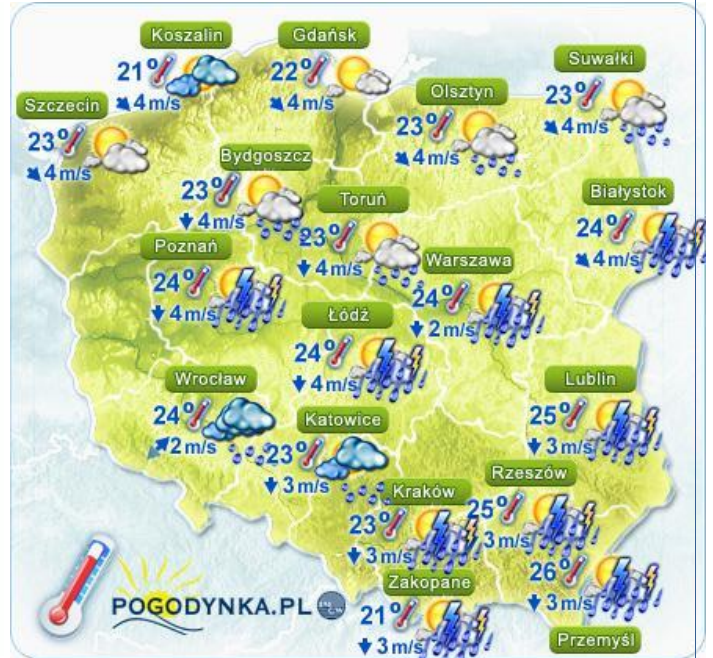 Koszalin
21°
4 m/s
Gdańsk
22°
4 m/s
Suwałki
23°
4 m/s
Szczecin
23°
4 m/s
Olsztyn
23°
4 m/s
Bydgoszcz
23°
4 m/s
Toruń
23°
4 m/s
Białystok
24°
4 m/s
Poznań
24°
4 m/s
Warszawa
24°
2 m/s
Łódź
24°
4 m/s
Wrocław
24°
2 m/s
Katowice
23°
3 m/s
Lublin
25°
3 m/s
Kraków
23°
3 m/s
Rzeszów
25°
3 m/s
Zakopane
21°
3 m/s
26°
3 m/s
Przemyśl
POGODYNKA.PL